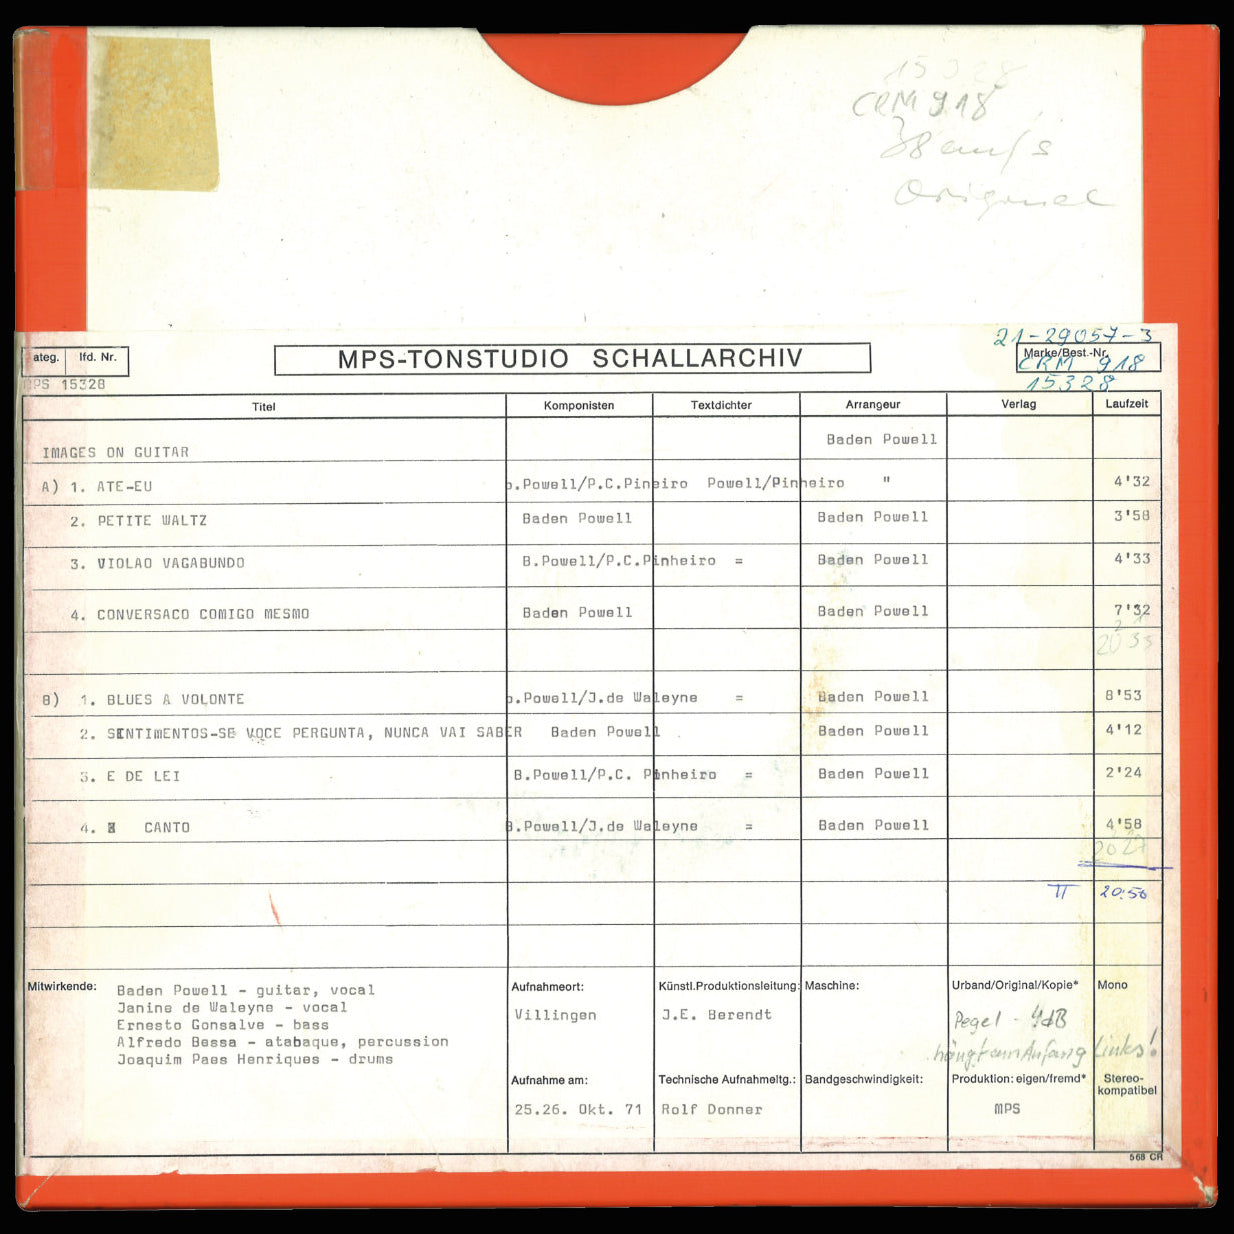 15328
CRM 918
38 cm/s
Original
21-29057-3
ateg. lfd. Nr.
MPS-TONSTUDIO SCHALLARCHIV
Marke/Best.-Nr.
CRM 918
MPS 15328
15328
Titel Komponisten Textdichter Arrangeur Verlag Laufzeit
IMAGES ON GUITAR Baden Powell
A) 1. ATE-EU b.Powell/P.C.Pinheiro Powell/Pinheiro " 4'32
2. PETITE WALTZ Baden Powell Baden Powell 3'58
3. VIOLAO VAGABUNDO B.Powell/P.C.Pinheiro = Baden Powell 4'33
4. CONVERSACO COMIGO MESMO Baden Powell Baden Powell 7'32
20 35
B) 1. BLUES A VOLONTE b.Powell/J.de Waleyne = Baden Powell 8'53
2. SENTIMENTOS-SE VOCE PERGUNTA, NUNCA VAI SABER Baden Powell Baden Powell 4'12
3. E DE LEI B.Powell/P.C. Pinheiro = Baden Powell 2'24
4. CANTO B.Powell/J.de Waleyne = Baden Powell 4'58
20 27
II 20:50
Mitwirkende: Baden Powell - guitar, vocal
Janine de Waleyne - vocal
Ernesto Gonsalve - bass
Alfredo Bessa - atabaque, percussion
Joaquim Paes Henriques - drums
Aufnahmeort: Künstl.Produktionsleitung: Maschine: Urband/Original/Kopie* Mono
Villingen J.E. Berendt Pegel - 4dB
hängt am Anfang Links!
Aufnahme am: Technische Aufnahmeltg.: Bandgeschwindigkeit: Produktion: eigen/fremd* Stereo-
kompatibel
25.26. Okt. 71 Rolf Donner MPS
568 CR